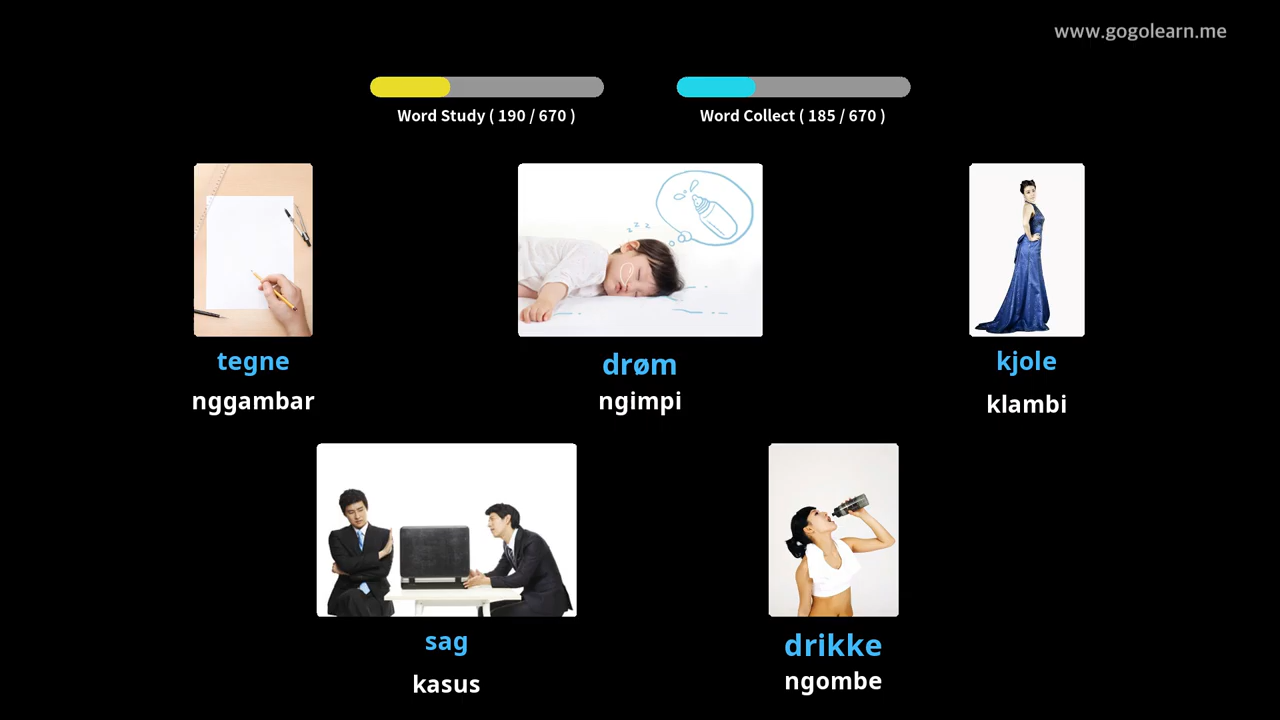 www.gogolearn.me
Word Study ( 190 / 670 )
Word Collect ( 185 / 670 )
tegne
nggambar
zzz
drøm
ngimpi
kjole
klambi
sag
kasus
drikke
ngombe